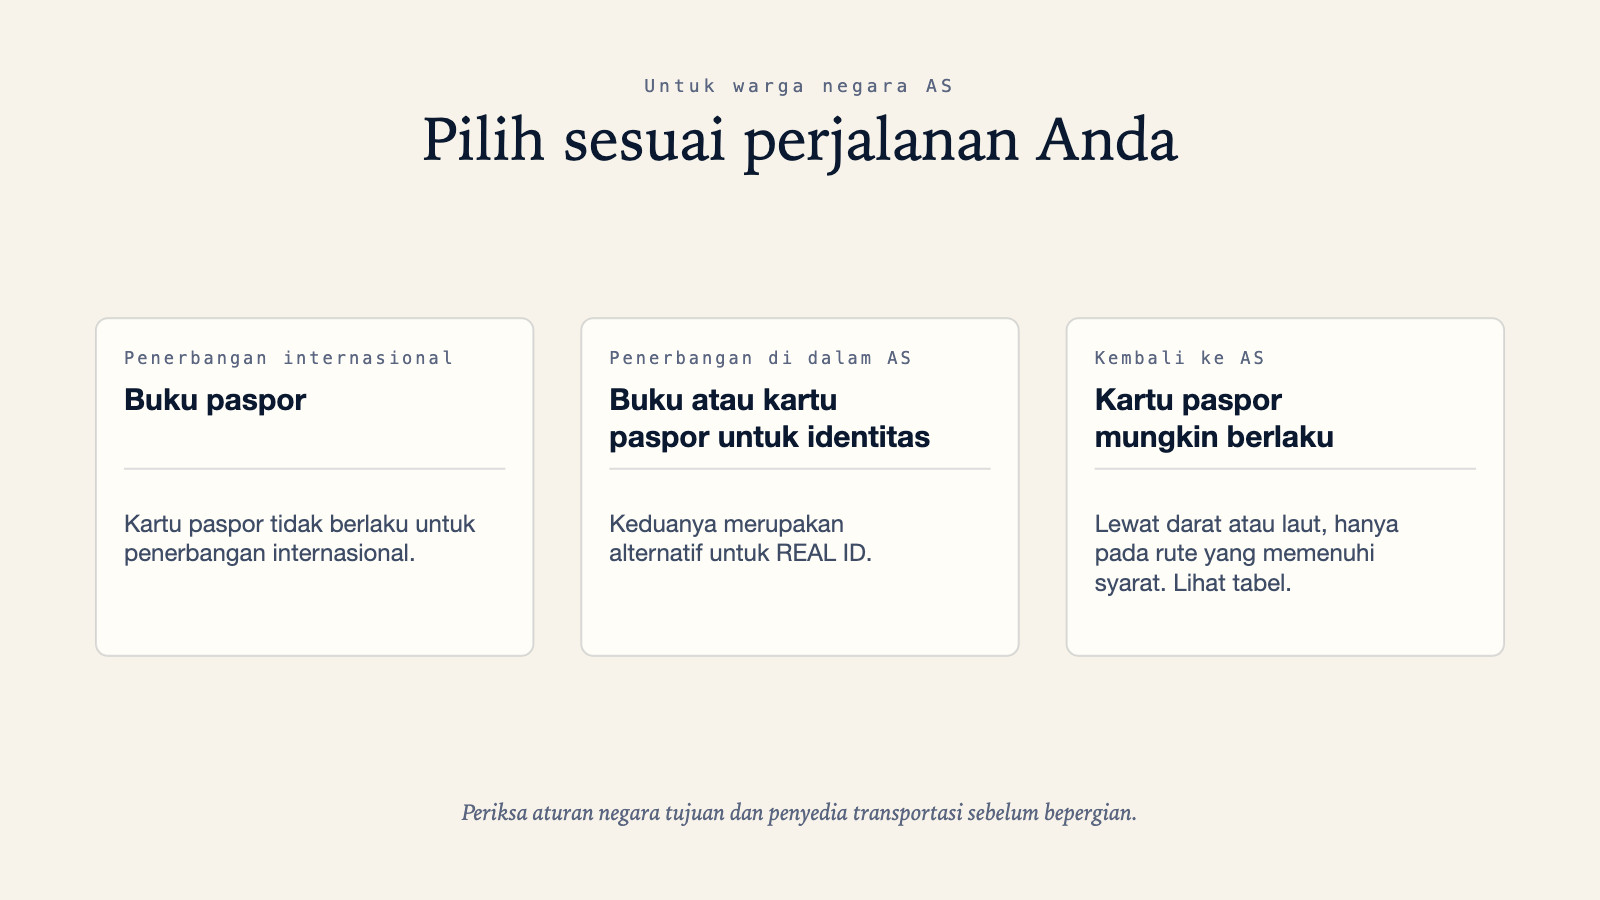 Untuk warga negara AS
Pilih sesuai perjalanan Anda
Penerbangan internasional
Buku paspor
Kartu paspor tidak berlaku untuk
penerbangan internasional.
Penerbangan di dalam AS
Buku atau kartu
paspor untuk identitas
Keduanya merupakan
alternatif untuk REAL ID.
Kembali ke AS
Kartu paspor
mungkin berlaku
Lewat darat atau laut, hanya
pada rute yang memenuhi
syarat. Lihat tabel.
Periksa aturan negara tujuan dan penyedia transportasi sebelum bepergian.